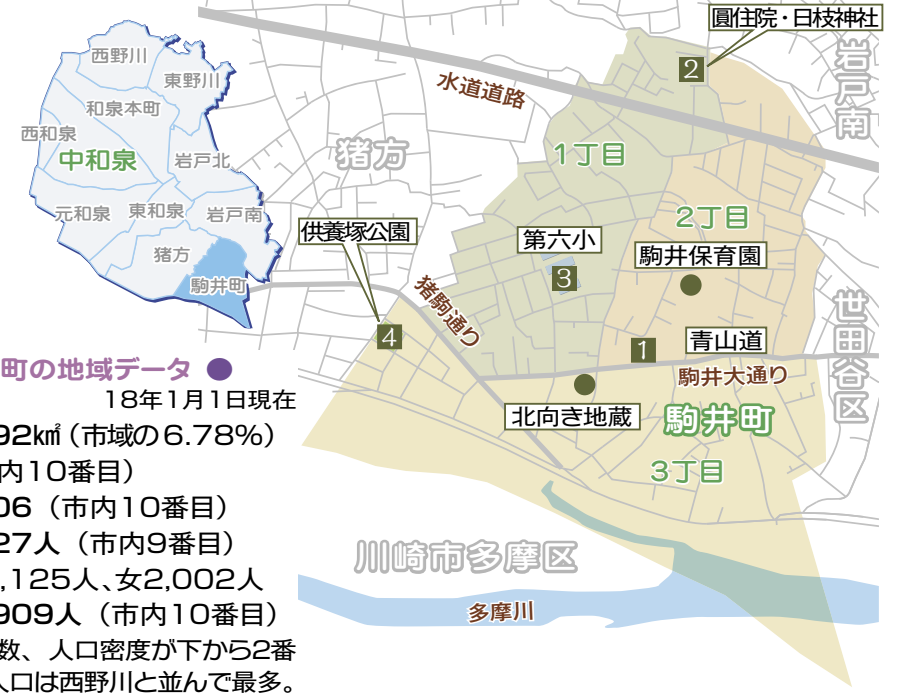 西野川
東野川
和泉本町
西和泉
中和泉
岩戸北
元和泉
東和泉
岩戸南
猪方
駒井町
圓住院・日枝神社
2
水道道路
岩戸南
猪方
1丁目
2丁目
供養塚公園
第六小
駒井保育園
3
猪駒通り
4
1
青山道
世田谷区
駒井大通り
北向き地蔵
駒井町
3丁目
川崎市多摩区
多摩川
町の地域データ ●
18年1月1日現在
92㎢（市域の6.78%）
内10番目）
06（市内10番目）
27人（市内9番目）
,125人、女2,002人
909人（市内10番目）
数、人口密度が下から2番
人口は西野川と並んで最多。